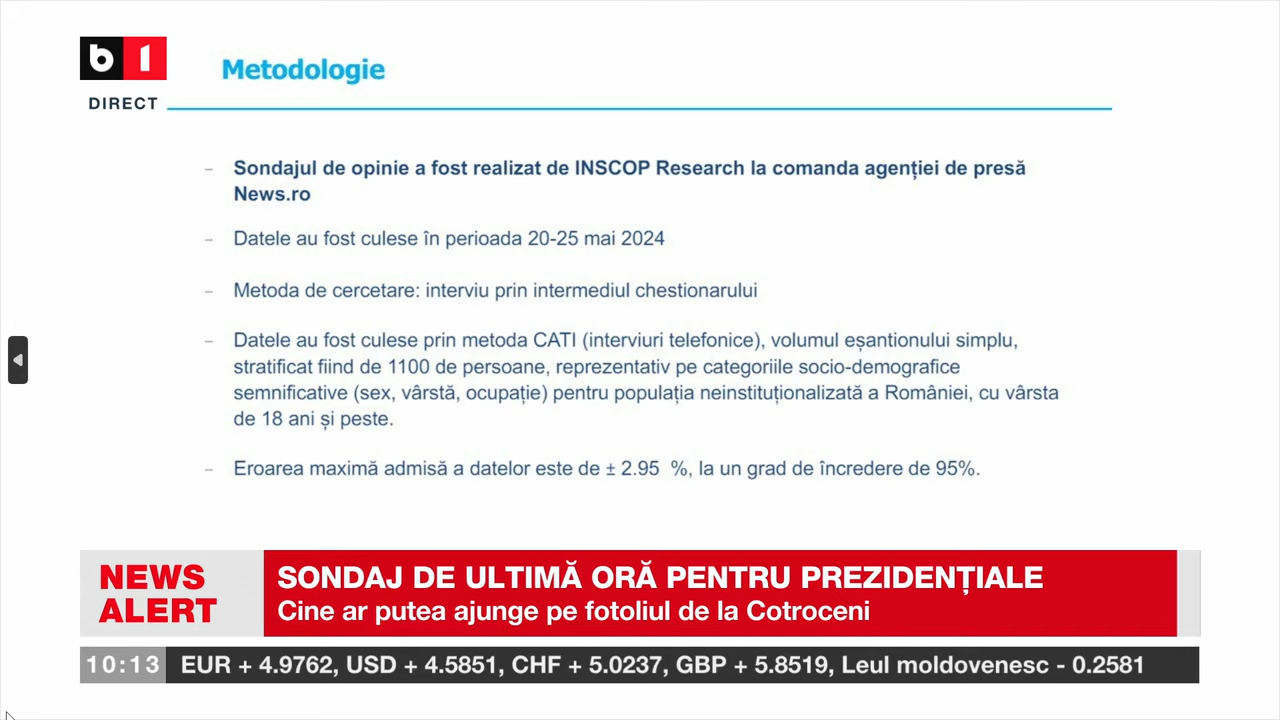 b1
Metodologie
DIRECT
– Sondajul de opinie a fost realizat de INSCOP Research la comanda agenției de presă
News.ro
– Datele au fost culese în perioada 20-25 mai 2024
– Metoda de cercetare: interviu prin intermediul chestionarului
– Datele au fost culese prin metoda CATI (interviuri telefonice), volumul eșantionului simplu,
stratificat fiind de 1100 de persoane, reprezentativ pe categoriile socio-demografice
semnificative (sex, vârstă, ocupație) pentru populația neinstituționalizată a României, cu vârsta
de 18 ani și peste.
– Eroarea maximă admisă a datelor este de ± 2.95 %, la un grad de încredere de 95%.
NEWS
ALERT
SONDAJ DE ULTIMĂ ORĂ PENTRU PREZIDENȚIALE
Cine ar putea ajunge pe fotoliul de la Cotroceni
10:13 EUR + 4.9762, USD + 4.5851, CHF + 5.0237, GBP + 5.8519, Leul moldovenesc - 0.2581